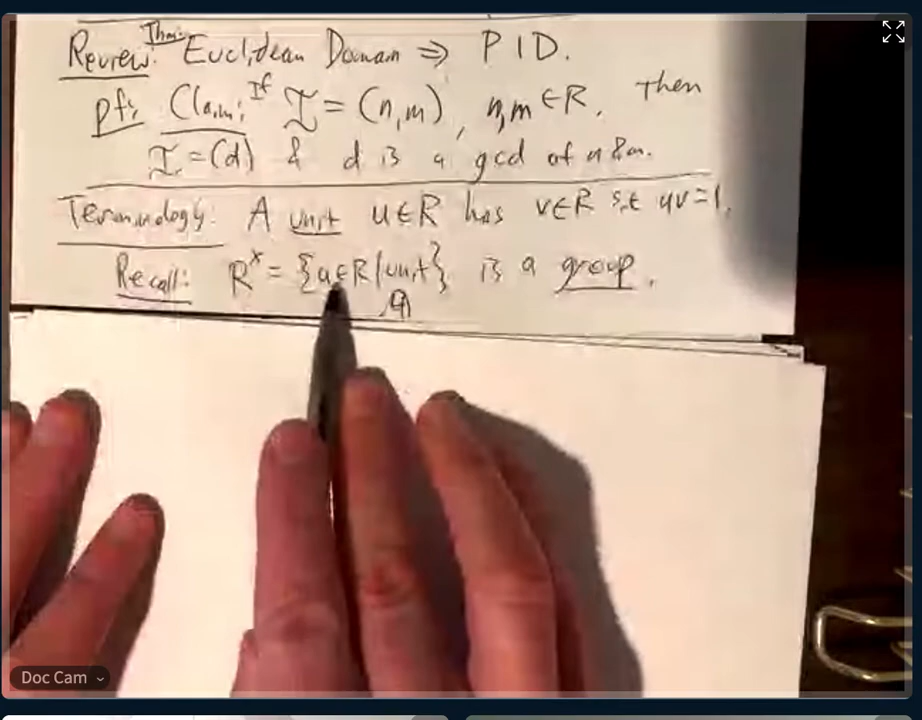 Review: Thm: Euclidean Domain ⇒ PID.
pf: Claim: If I = (n,m), n,m ∈ R. Then
I = (d) & d is a gcd of n & m.
Terminology: A unit u∈R has v∈R s.t uv=1.
Recall: R^x = {u∈R | unit} is a group.
Doc Cam